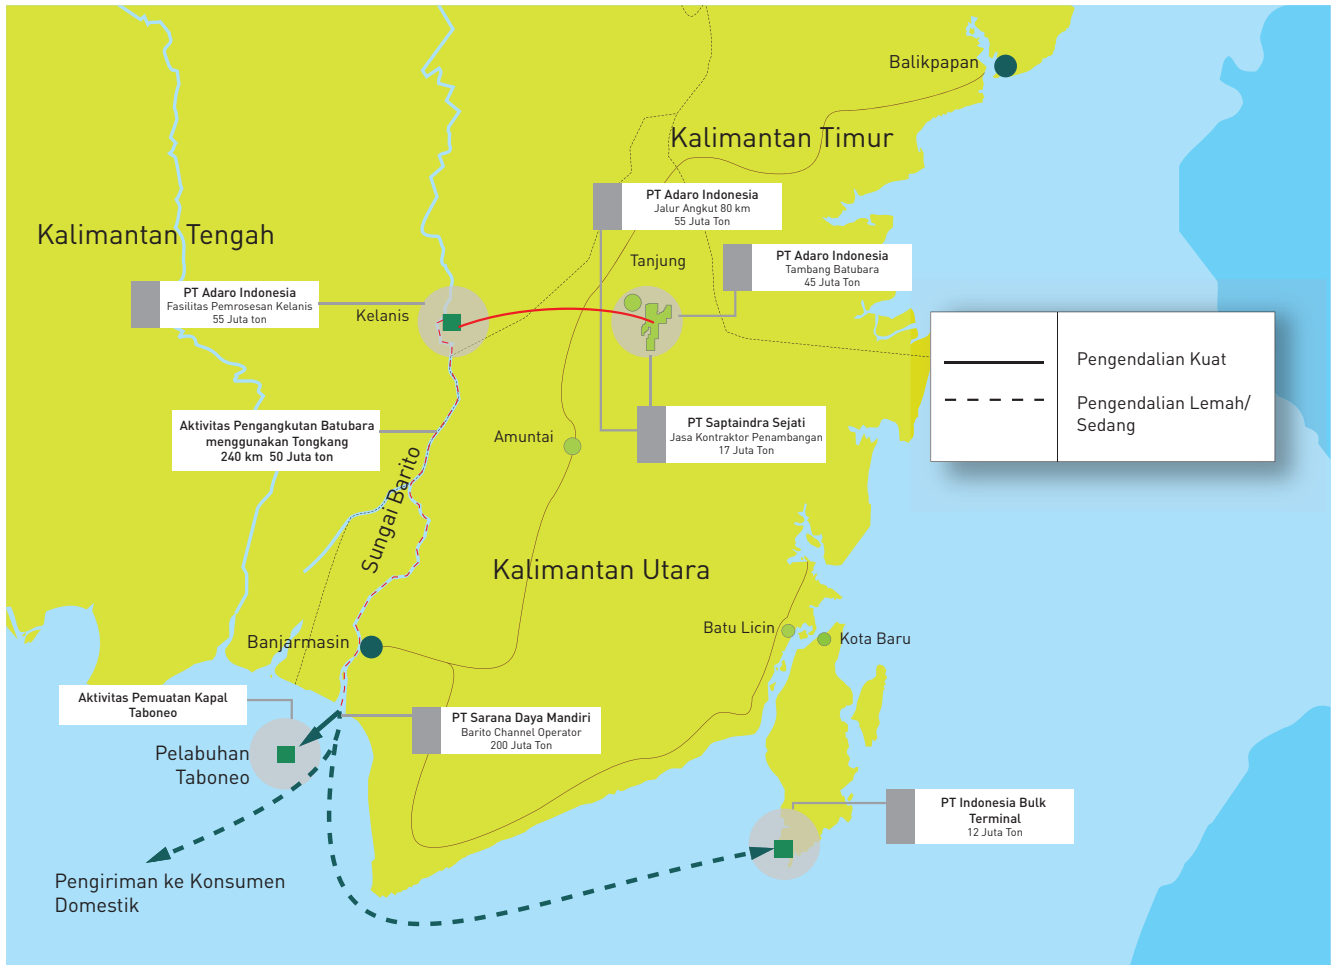 Balikpapan
Kalimantan Timur
PT Adaro Indonesia
Jalur Angkut 80 km
55 Juta Ton
Kalimantan Tengah
Tanjung
PT Adaro Indonesia
Tambang Batubara
45 Juta Ton
PT Adaro Indonesia
Fasilitas Pemrosesan Kelanis
55 Juta ton
Kelanis
Pengendalian Kuat
Pengendalian Lemah/
Sedang
Aktivitas Pengangkutan Batubara
menggunakan Tongkang
240 km 50 Juta ton
Amuntai
PT Saptaindra Sejati
Jasa Kontraktor Penambangan
17 Juta Ton
Sungai Barito
Kalimantan Utara
Banjarmasin
Batu Licin
Kota Baru
Aktivitas Pemuatan Kapal
Taboneo
PT Sarana Daya Mandiri
Barito Channel Operator
200 Juta Ton
Pelabuhan
Taboneo
PT Indonesia Bulk
Terminal
12 Juta Ton
Pengiriman ke Konsumen
Domestik